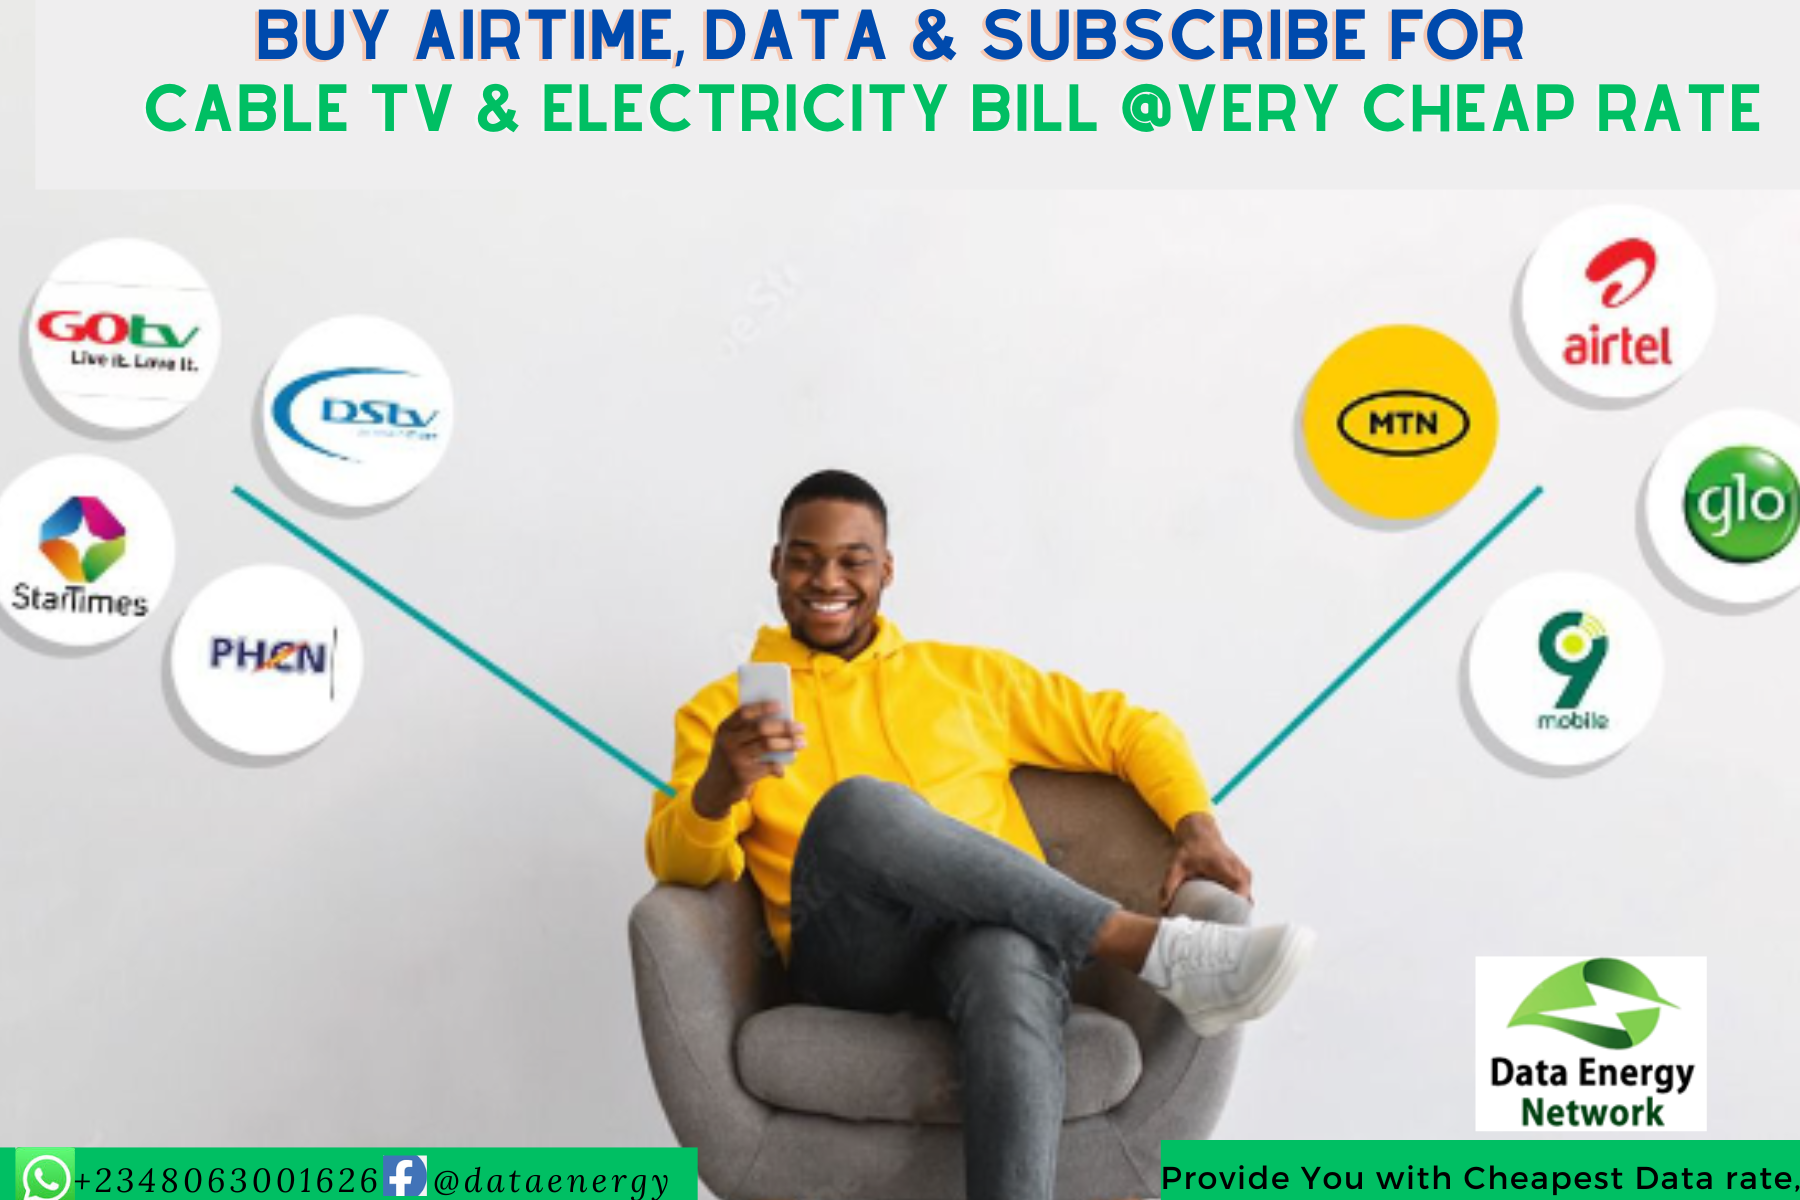 BUY AIRTIME, DATA & SUBSCRIBE FOR
CABLE TV & ELECTRICITY BILL @VERY CHEAP RATE
GOtv
Live it. Love it.
DStv
StarTimes
PHCN
airtel
MTN
glo
9
mobile
Data Energy
Network
+2348063001626 @dataenergy
Provide You with Cheapest Data rate,